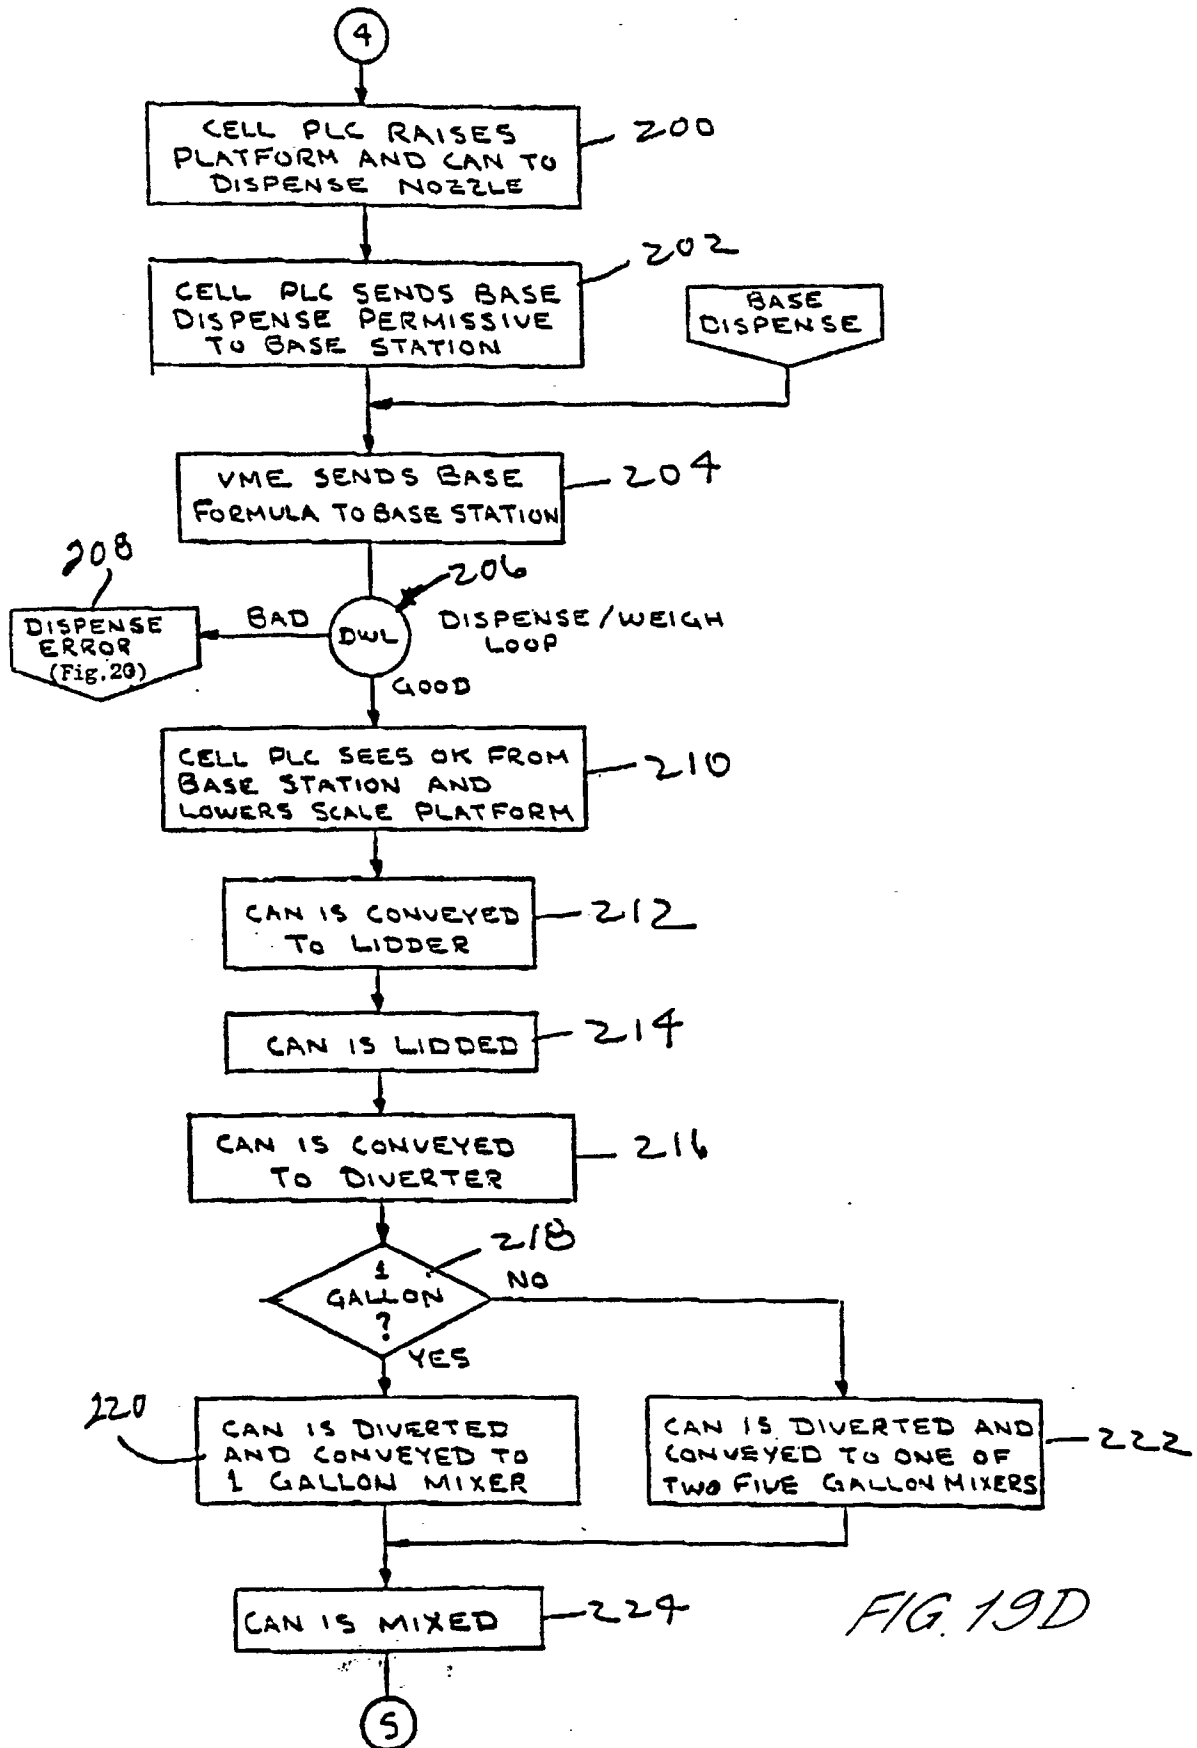 4
CELL PLC RAISES
PLATFORM AND CAN TO
DISPENSE NOZZLE
200
CELL PLC SENDS BASE
DISPENSE PERMISSIVE
TO BASE STATION
202
BASE
DISPENSE
VME SENDS BASE
FORMULA TO BASE STATION
204
208
206
DISPENSE
ERROR
(Fig.20)
BAD
DWL
DISPENSE/WEIGH
LOOP
GOOD
CELL PLC SEES OK FROM
BASE STATION AND
LOWERS SCALE PLATFORM
210
CAN IS CONVEYED
TO LIDDER
212
CAN IS LIDDED
214
CAN IS CONVEYED
TO DIVERTER
216
218
1
GALLON
?
NO
YES
220
CAN IS DIVERTED
AND CONVEYED TO
1 GALLON MIXER
CAN IS DIVERTED AND
CONVEYED TO ONE OF
TWO FIVE GALLON MIXERS
222
CAN IS MIXED
224
FIG. 19D
5